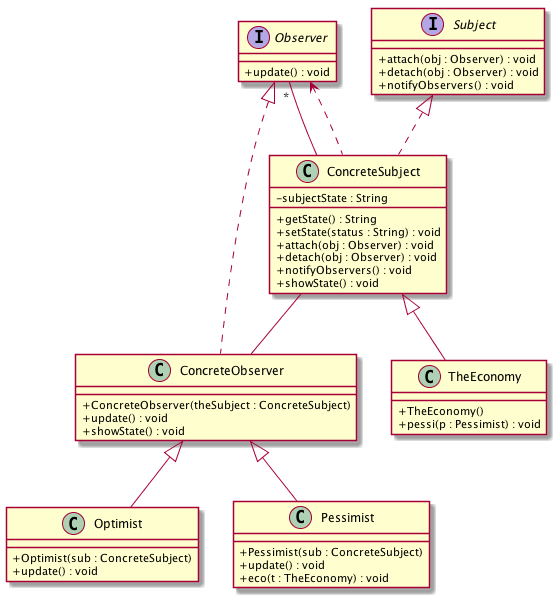 I Observer
+update() : void
I Subject
+attach(obj : Observer) : void
+detach(obj : Observer) : void
+notifyObservers() : void
*
C ConcreteSubject
-subjectState : String
+getState() : String
+setState(status : String) : void
+attach(obj : Observer) : void
+detach(obj : Observer) : void
+notifyObservers() : void
+showState() : void
C ConcreteObserver
+ConcreteObserver(theSubject : ConcreteSubject)
+update() : void
+showState() : void
C TheEconomy
+TheEconomy()
+pessi(p : Pessimist) : void
C Optimist
+Optimist(sub : ConcreteSubject)
+update() : void
C Pessimist
+Pessimist(sub : ConcreteSubject)
+update() : void
+eco(t : TheEconomy) : void